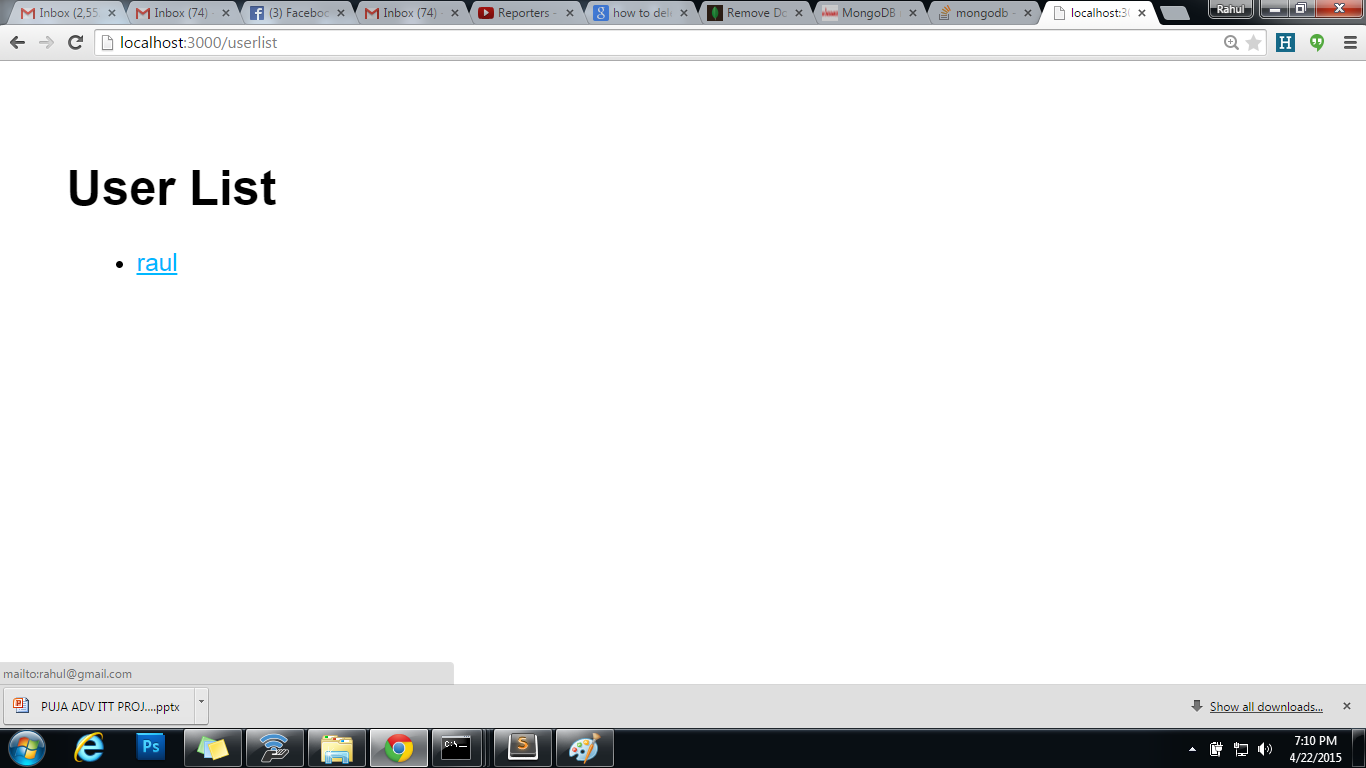 Inbox (2,55 Inbox (74) - (3) Faceboo Inbox (74) - Reporters - how to dele Remove Do MongoDB mongodb - localhost:30 Rahul
localhost:3000/userlist
User List
• raul
mailto:rahul@gmail.com
PUJA ADV ITT PROJ....pptx Show all downloads...
Ps C:\_ S 7:10 PM
4/22/2015